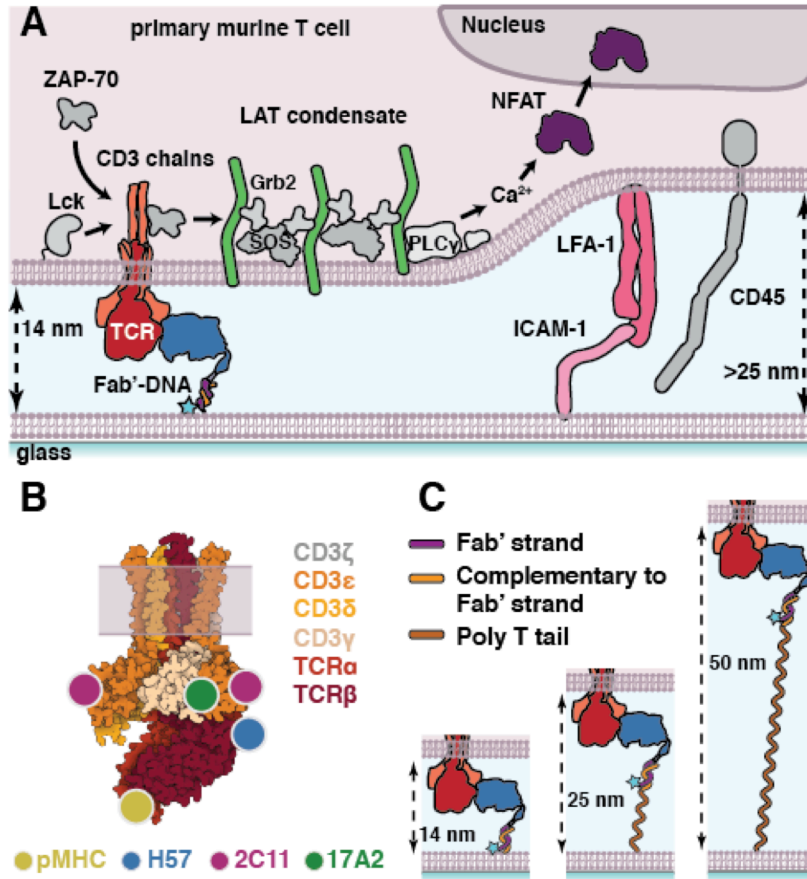 A
primary murine T cell
Nucleus
ZAP-70
NFAT
LAT condensate
CD3 chains
Lck
Grb2
Ca²⁺
SOS
PLCγ
LFA-1
CD45
14 nm
TCR
ICAM-1
Fab'-DNA
>25 nm
glass
B
CD3ζ
CD3ε
CD3δ
CD3γ
TCRα
TCRβ
pMHC
H57
2C11
17A2
C
Fab' strand
Complementary to
Fab' strand
Poly T tail
50 nm
25 nm
14 nm